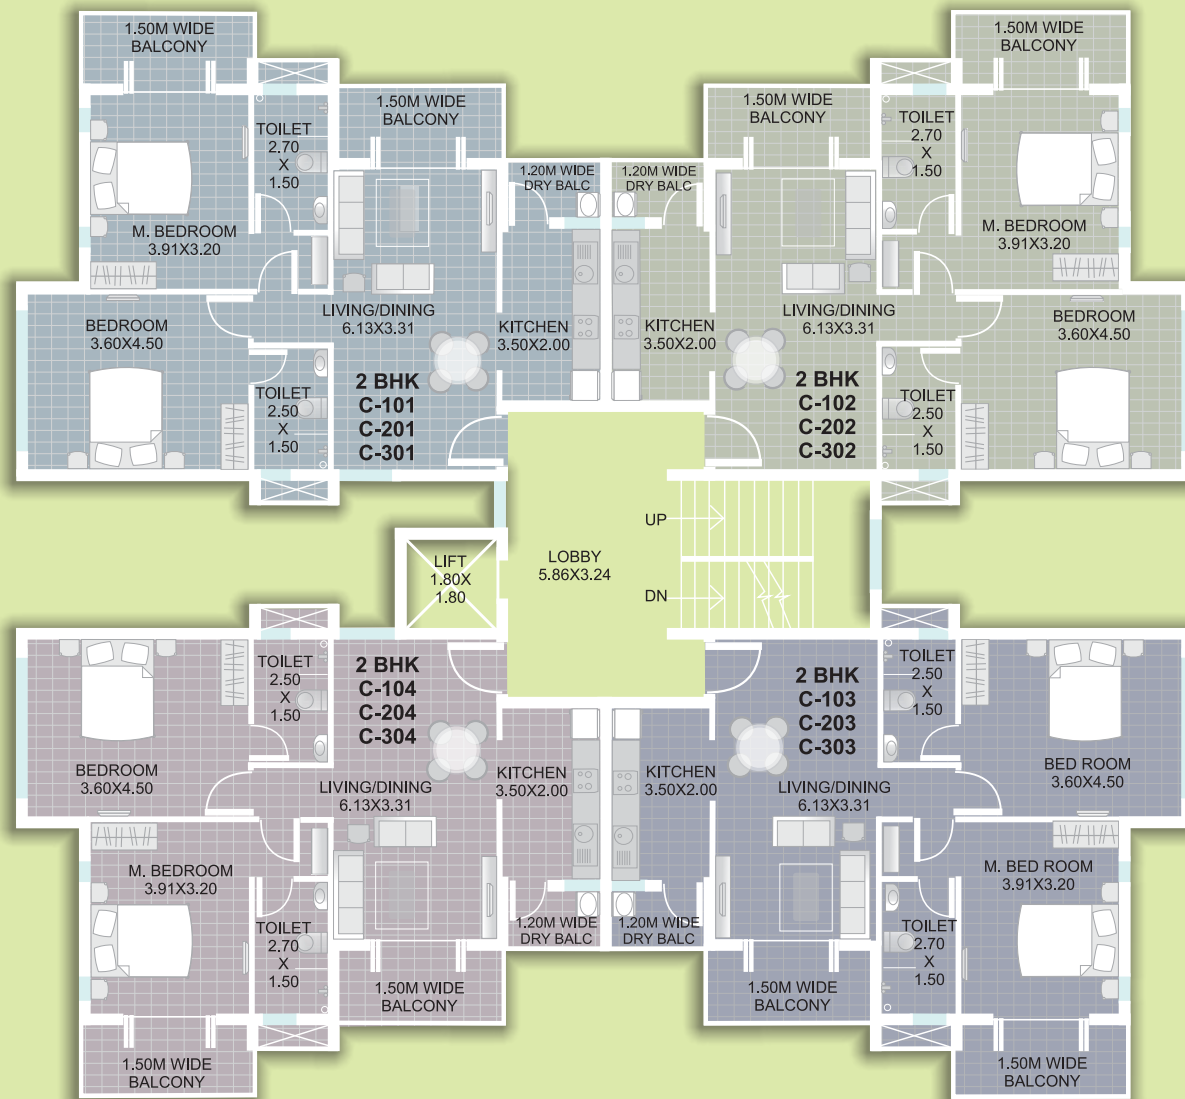 1.50M WIDE
BALCONY
TOILET
2.70
X
1.50
1.50M WIDE
BALCONY
1.20M WIDE
DRY BALC
M. BEDROOM
3.91X3.20
BEDROOM
3.60X4.50
LIVING/DINING
6.13X3.31
KITCHEN
3.50X2.00
TOILET
2.50
X
1.50
2 BHK
C-101
C-201
C-301
1.50M WIDE
BALCONY
1.50M WIDE
BALCONY
TOILET
2.70
X
1.50
1.20M WIDE
DRY BALC
M. BEDROOM
3.91X3.20
KITCHEN
3.50X2.00
LIVING/DINING
6.13X3.31
BEDROOM
3.60X4.50
2 BHK
C-102
C-202
C-302
TOILET
2.50
X
1.50
UP
LIFT
1.80X
1.80
LOBBY
5.86X3.24
DN
TOILET
2.50
X
1.50
2 BHK
C-104
C-204
C-304
BEDROOM
3.60X4.50
LIVING/DINING
6.13X3.31
KITCHEN
3.50X2.00
M. BEDROOM
3.91X3.20
TOILET
2.70
X
1.50
1.20M WIDE
DRY BALC
1.50M WIDE
BALCONY
1.50M WIDE
BALCONY
2 BHK
C-103
C-203
C-303
TOILET
2.50
X
1.50
KITCHEN
3.50X2.00
LIVING/DINING
6.13X3.31
BED ROOM
3.60X4.50
M. BED ROOM
3.91X3.20
1.20M WIDE
DRY BALC
TOILET
2.70
X
1.50
1.50M WIDE
BALCONY
1.50M WIDE
BALCONY